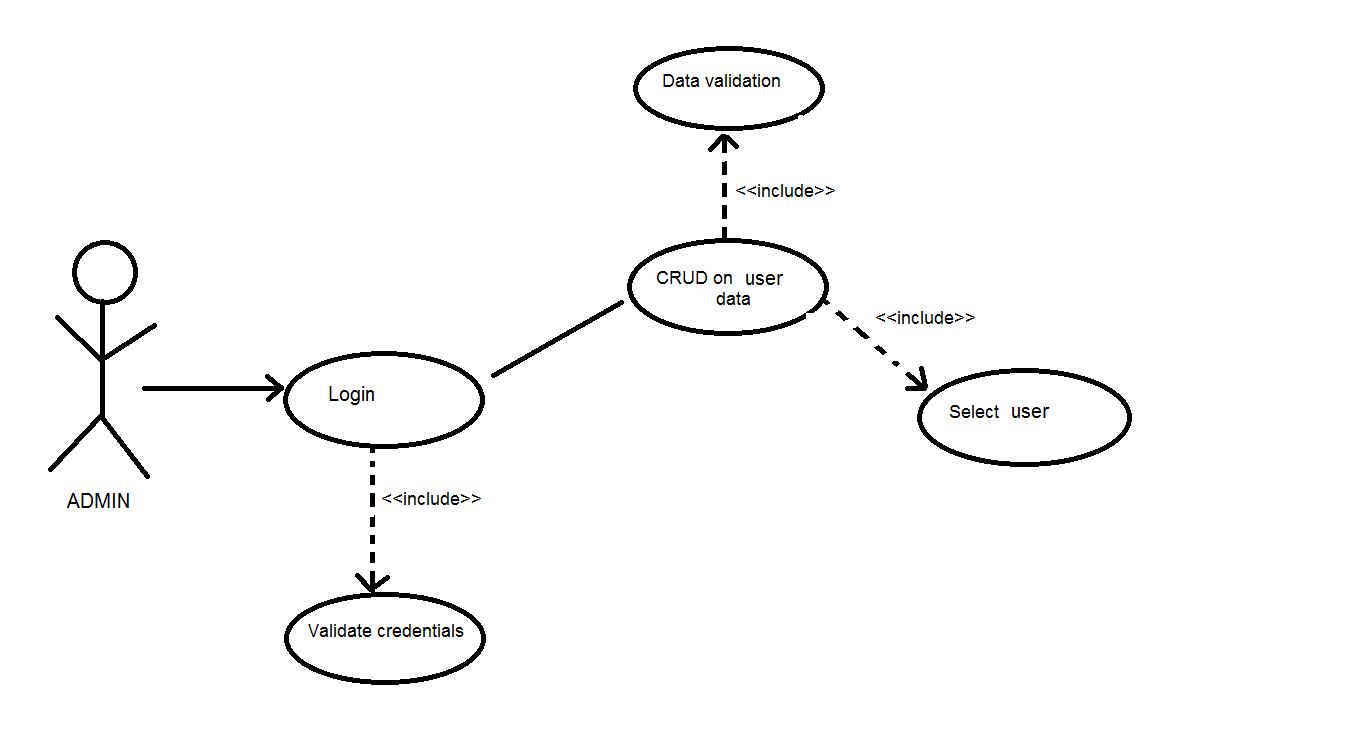 Data validation
<<include>>
CRUD on user
data
<<include>>
Login
Select user
ADMIN
<<include>>
Validate credentials